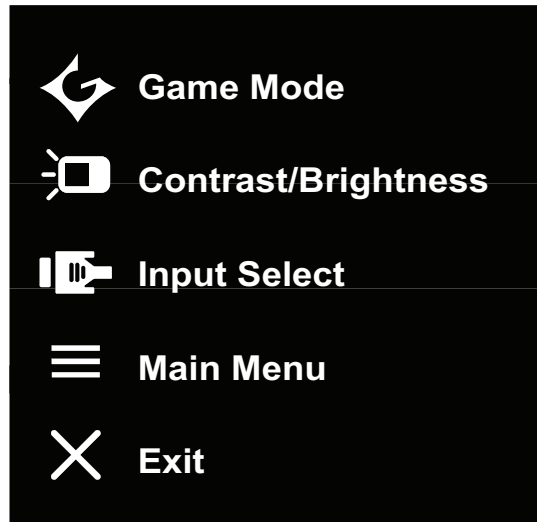 Game Mode
Contrast/Brightness
Input Select
Main Menu
Exit